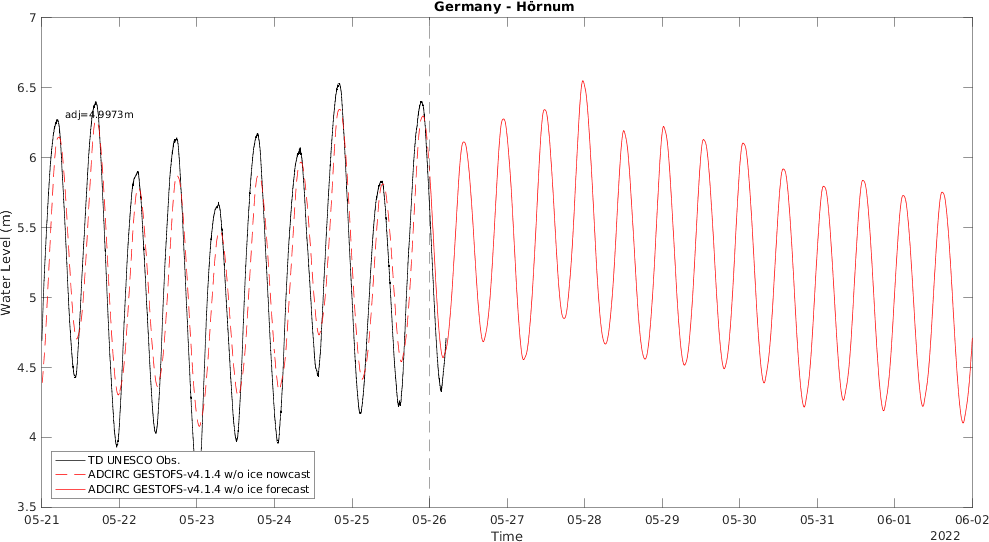 Germany - Hörnum
7
6.5
6
5.5
5
4.5
4
3.5
Water Level (m)
adj=4.9973m
TD UNESCO Obs.
ADCIRC GESTOFS-v4.1.4 w/o ice nowcast
ADCIRC GESTOFS-v4.1.4 w/o ice forecast
05-21 05-22 05-23 05-24 05-25 05-26 05-27 05-28 05-29 05-30 05-31 06-01 06-02
Time
2022